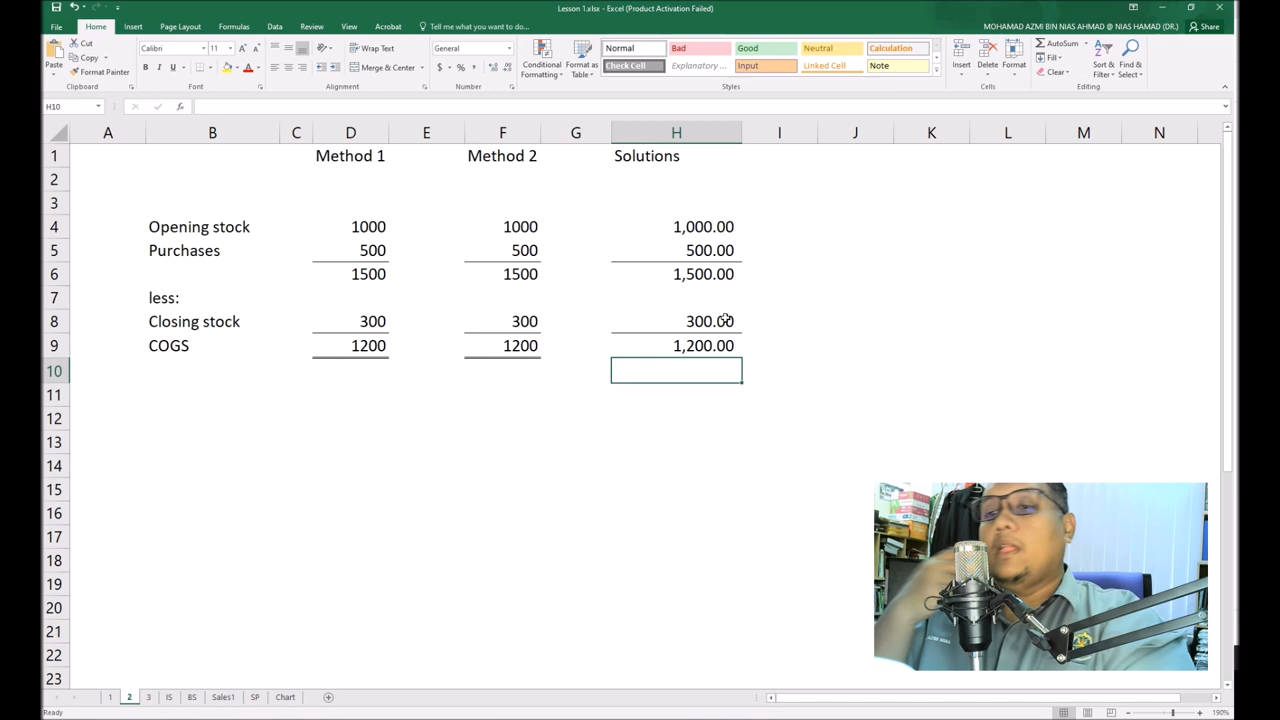 Lesson 1.xlsx - Excel (Product Activation Failed)
File Home Insert Page Layout Formulas Data Review View Acrobat Tell me what you want to do... MOHAMAD AZMI BIN NIAS AHMAD @ NIAS HAMAD (DR.) Share
Cut
Copy
Format Painter
Paste
Clipboard
Calibri 11
B I U
Font
Wrap Text
Merge & Center
Alignment
General
$ % ,
Number
Conditional Formatting
Format as Table
Normal Bad Good Neutral Calculation
Check Cell Explanatory ... Input Linked Cell Note
Styles
Insert Delete Format
Cells
AutoSum
Fill
Clear
Sort & Filter
Find & Select
Editing
H10 fx
A B C D E F G H I J K L M N
1 Method 1 Method 2 Solutions
2
3
4 Opening stock 1000 1000 1,000.00
5 Purchases 500 500 500.00
6 1500 1500 1,500.00
7 less:
8 Closing stock 300 300 300.00
9 COGS 1200 1200 1,200.00
10
11
12
13
14
15
16
17
18
19
20
21
22
23
1 2 3 IS BS Sales1 SP Chart
Ready 190%